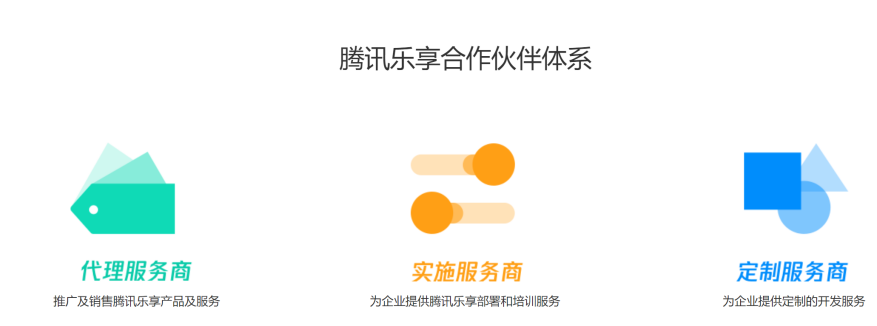 腾讯乐享合作伙伴体系
代理服务商
实施服务商
定制服务商
推广及销售腾讯乐享产品及服务
为企业提供腾讯乐享部署和培训服务
为企业提供定制的开发服务